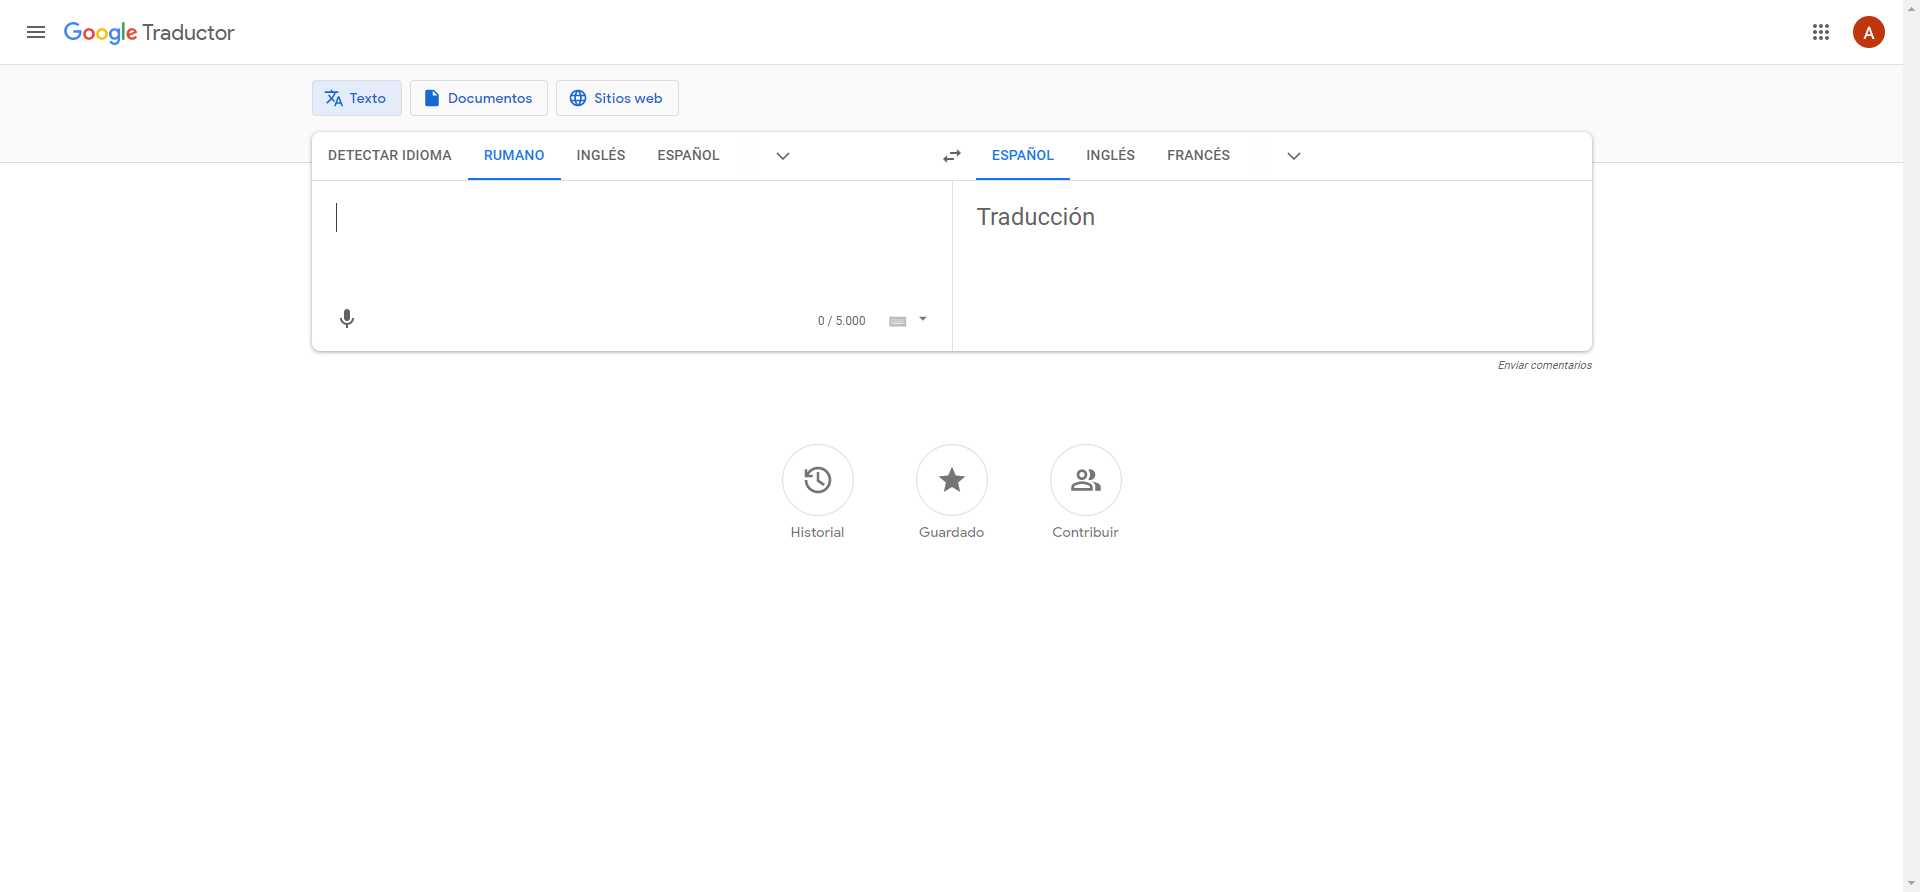 Google Traductor
A
Texto
Documentos
Sitios web
DETECTAR IDIOMA
RUMANO
INGLÉS
ESPAÑOL
ESPAÑOL
INGLÉS
FRANCÉS
Traducción
0 / 5.000
Enviar comentarios
Historial
Guardado
Contribuir